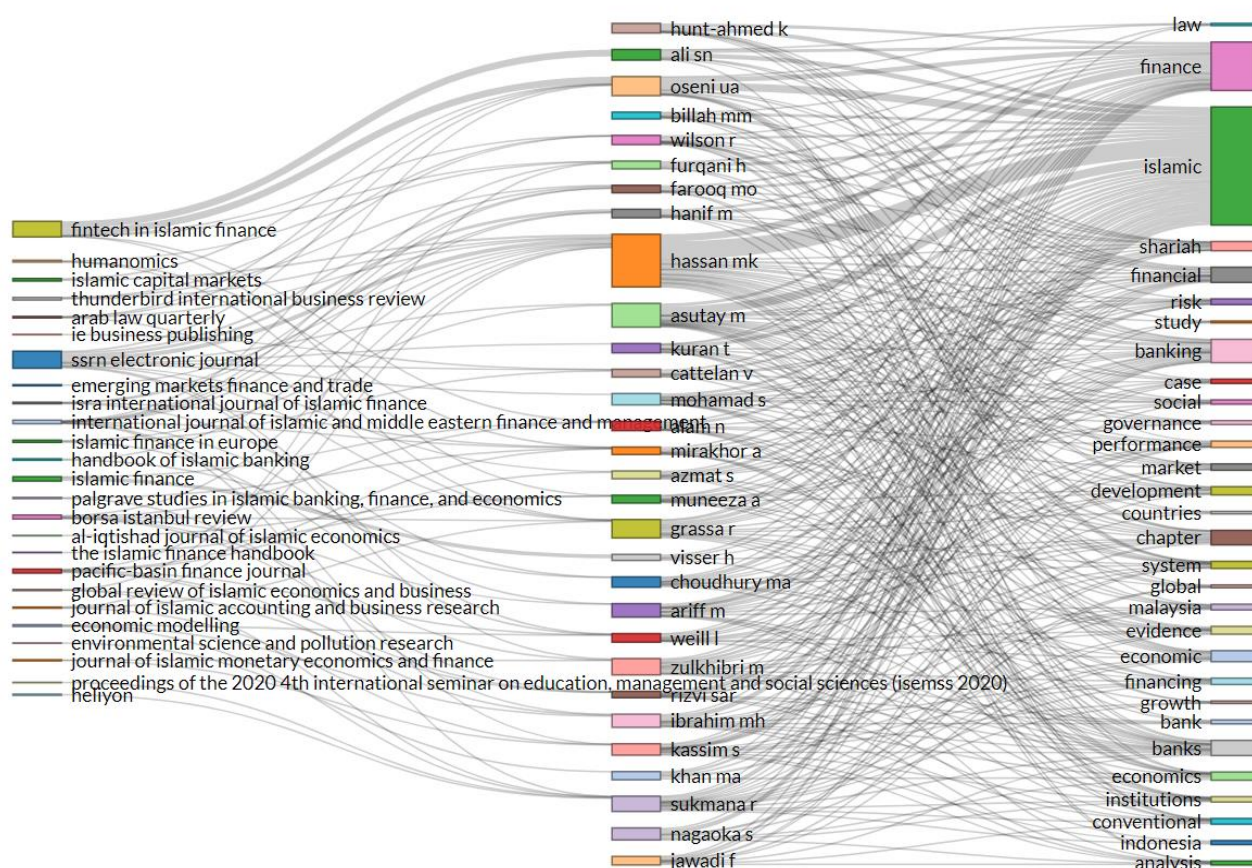 fintech in islamic finance
humanomics
islamic capital markets
thunderbird international business review
arab law quarterly
ie business publishing
ssrn electronic journal
emerging markets finance and trade
isra international journal of islamic finance
international journal of islamic and middle eastern finance and management
islamic finance in europe
handbook of islamic banking
islamic finance
palgrave studies in islamic banking, finance, and economics
borsa istanbul review
al-iqtishad journal of islamic economics
the islamic finance handbook
pacific-basin finance journal
global review of islamic economics and business
journal of islamic accounting and business research
economic modelling
environmental science and pollution research
journal of islamic monetary economics and finance
proceedings of the 2020 4th international seminar on education, management and social sciences (isemss 2020)
heliyon
hunt-ahmed k
ali sn
oseni ua
billah mm
wilson r
furqani h
farooq mo
hanif m
hassan mk
asutay m
kuran t
cattelan v
mohamad s
alam n
mirakhor a
azmat s
muneeza a
grassa r
visser h
choudhury ma
ariff m
weill l
zulkhibri m
rizvi sar
ibrahim mh
kassim s
khan ma
sukmana r
nagaoka s
jawadi f
law
finance
islamic
shariah
financial
risk
study
banking
case
social
governance
performance
market
development
countries
chapter
system
global
malaysia
evidence
economic
financing
growth
bank
banks
economics
institutions
conventional
indonesia
analysis